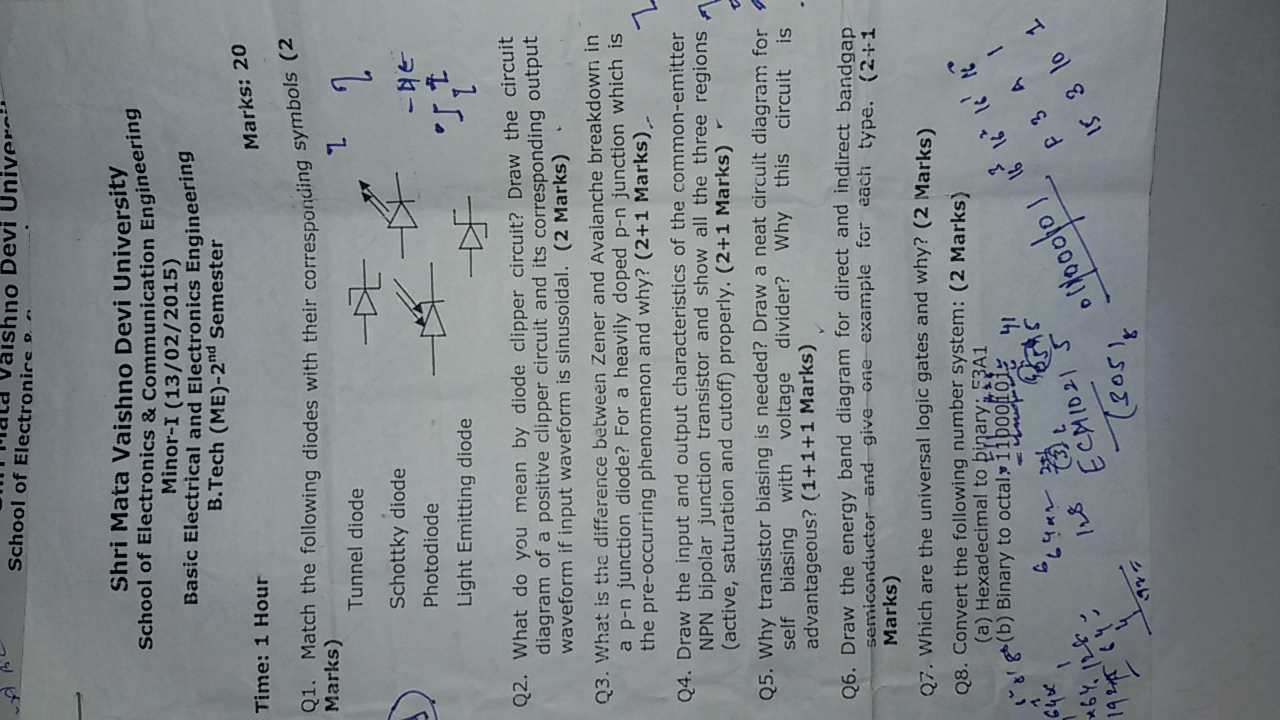 Mata Vaishno Devi
School of Electronics &
Shri Mata Vaishno Devi University
School of Electronics & Communication Engineering
Minor-I (13/02/2015)
Basic Electrical and Electronics Engineering
B.Tech (ME)-2nd Semester
Time: 1 Hour Marks: 20
Q1. Match the following diodes with their corresponding symbols (2
Marks)
Tunnel diode
Schottky diode
Photodiode
Light Emitting diode
Q2. What do you mean by diode clipper circuit? Draw the circuit
diagram of a positive clipper circuit and its corresponding output
waveform if input waveform is sinusoidal. (2 Marks)
Q3. What is the difference between Zener and Avalanche breakdown in
a p-n junction diode? For a heavily doped p-n junction which is
the pre-occurring phenomenon and why? (2+1 Marks)
Q4. Draw the input and output characteristics of the common-emitter
NPN bipolar junction transistor and show all the three regions
(active, saturation and cutoff) properly. (2+1 Marks)
Q5. Why transistor biasing is needed? Draw a neat circuit diagram for
self biasing with voltage divider? Why this circuit is
advantageous? (1+1+1 Marks)
Q6. Draw the energy band diagram for direct and indirect bandgap
semiconductor and give one example for each type. (2+1
Marks)
Q7. Which are the universal logic gates and why? (2 Marks)
Q8. Convert the following number system: (2 Marks)
(a) Hexadecimal to binary: F3A1
(b) Binary to octal: 11000101
41
16³ 16² 16¹ 16⁰
F 3 A 1
15 3 10 1
64x2
128
5
ECM1021
011000101
(305)8